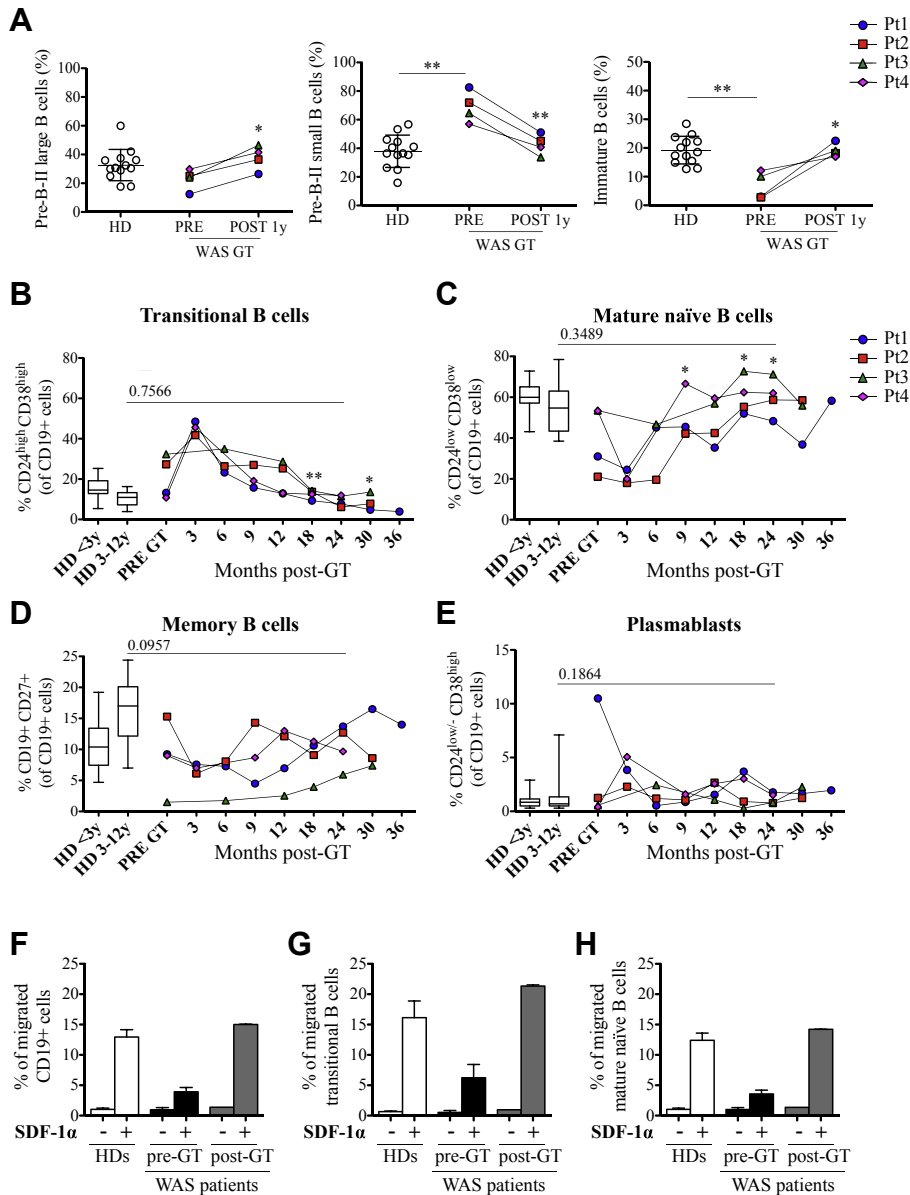 A
Pt1
Pt2
Pt3
Pt4
Pre-B-II large B cells (%)
100
80
60
40
20
0
*
HD
PRE
POST 1y
WAS GT
Pre-B-II small B cells (%)
100
80
60
40
20
0
**
**
HD
PRE
POST 1y
WAS GT
Immature B cells (%)
50
40
30
20
10
0
**
*
HD
PRE
POST 1y
WAS GT
B
Transitional B cells
% CD24high CD38high
(of CD19+ cells)
80
60
40
20
0
0.7566
**
*
HD <3y
HD 3-12y
PRE GT
3
6
9
12
18
24
30
36
Months post-GT
C
Mature naïve B cells
% CD24low CD38low
(of CD19+ cells)
80
60
40
20
0
0.3489
*
*
*
HD <3y
HD 3-12y
PRE GT
3
6
9
12
18
24
30
36
Months post-GT
Pt1
Pt2
Pt3
Pt4
D
Memory B cells
% CD19+ CD27+
(of CD19+ cells)
25
20
15
10
5
0
0.0957
HD <3y
HD 3-12y
PRE GT
3
6
9
12
18
24
30
36
Months post-GT
E
Plasmablasts
% CD24low/- CD38high
(of CD19+ cells)
15
10
5
0
0.1864
HD <3y
HD 3-12y
PRE GT
3
6
9
12
18
24
30
36
Months post-GT
F
% of migrated
CD19+ cells
25
20
15
10
5
0
SDF-1α - + - + - +
HDs pre-GT post-GT
WAS patients
G
% of migrated
transitional B cells
25
20
15
10
5
0
SDF-1α - + - + - +
HDs pre-GT post-GT
WAS patients
H
% of migrated
mature naïve B cells
25
20
15
10
5
0
SDF-1α - + - + - +
HDs pre-GT post-GT
WAS patients